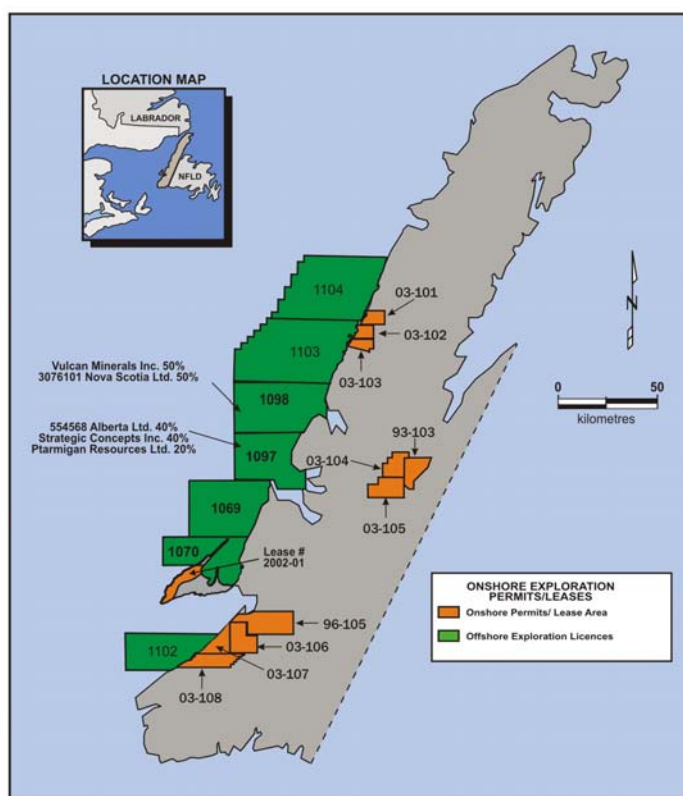 LOCATION MAP
LABRADOR
NFLD
1104
03-101
1103
03-102
03-103
N
Vulcan Minerals Inc. 50%
3076101 Nova Scotia Ltd. 50%
1098
0
50
kilometres
554568 Alberta Ltd. 40%
Strategic Concepts Inc. 40%
Ptarmigan Resources Ltd. 20%
1097
93-103
03-104
03-105
1069
1070
Lease #
2002-01
ONSHORE EXPLORATION
PERMITS/LEASES
Onshore Permits/ Lease Area
Offshore Exploration Licences
96-105
1102
03-106
03-107
03-108